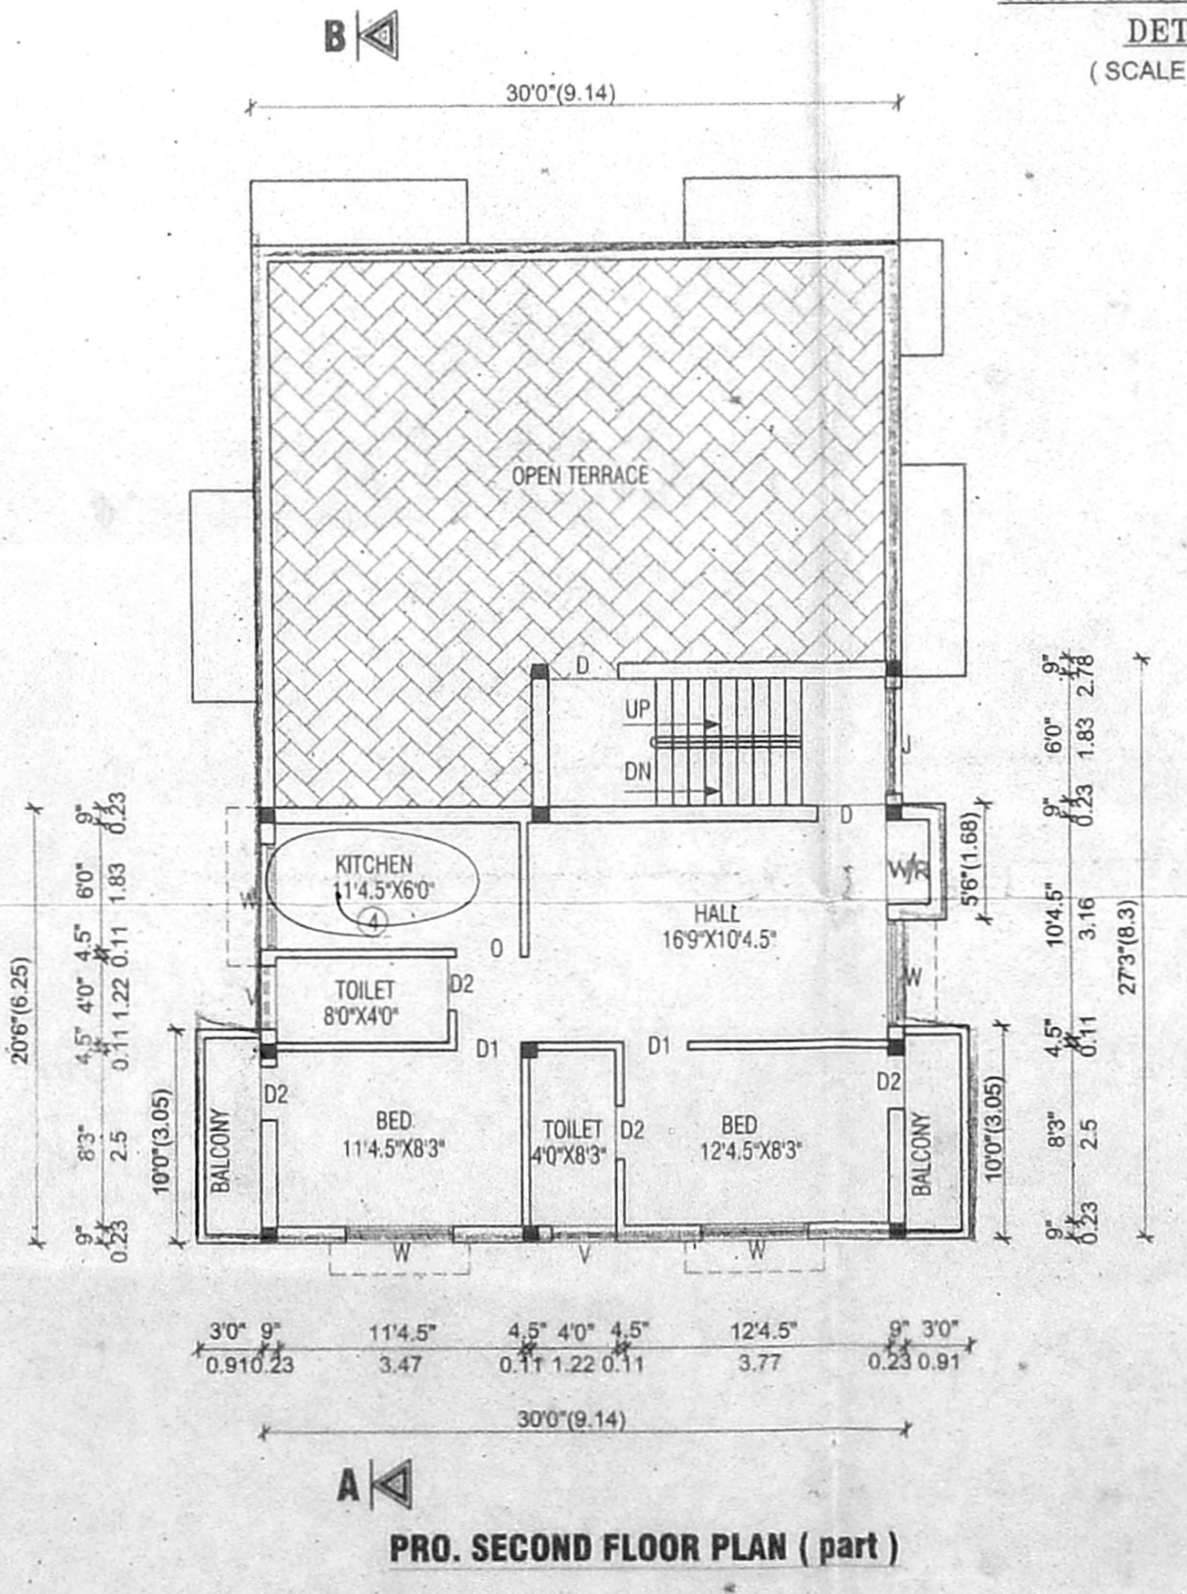 DET
( SCALE
B
30'0"(9.14)
OPEN TERRACE
D
UP
DN
J
D
KITCHEN
11'4.5"X6'0"
4
W
O
HALL
16'9"X10'4.5"
W/R
5'6"(1.68)
W
TOILET
8'0"X4'0"
D2
V
D1
D1
D2
BED
11'4.5"X8'3"
TOILET
4'0"X8'3"
D2
BED
12'4.5"X8'3"
D2
BALCONY
BALCONY
W
V
W
20'6"(6.25)
9" 6'0" 4.5" 4'0" 4.5" 8'3" 9"
0.23 1.83 0.11 1.22 0.11 2.5 0.23
10'0"(3.05)
9" 6'0" 9" 10'4.5" 4.5" 8'3" 9"
2.78 1.83 0.23 3.16 0.11 2.5 0.23
27'3"(8.3)
10'0"(3.05)
3'0" 9" 11'4.5" 4.5" 4'0" 4.5" 12'4.5" 9" 3'0"
0.91 0.23 3.47 0.11 1.22 0.11 3.77 0.23 0.91
30'0"(9.14)
A
PRO. SECOND FLOOR PLAN ( part )